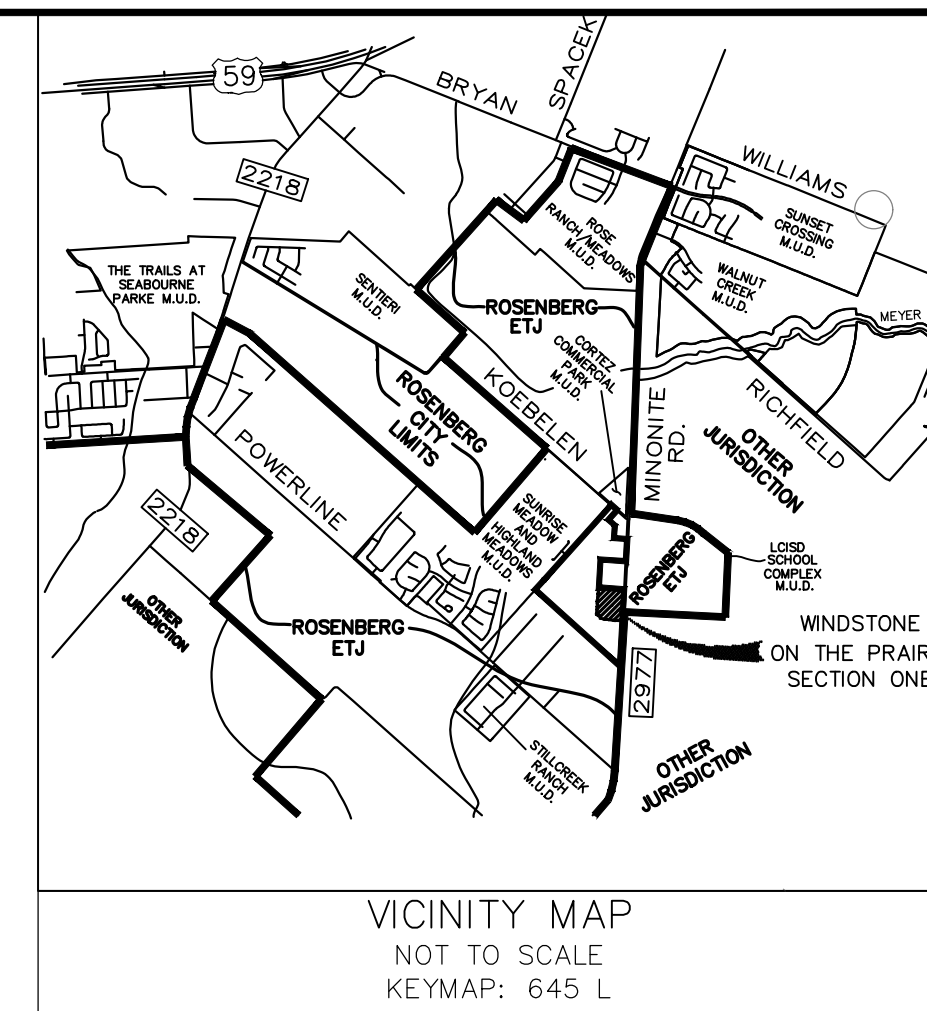 59
BRYAN
SPACEK
2218
WILLIAMS
SUNSET
CROSSING
M.U.D.
ROSE
RANCH/MEADOWS
M.U.D.
WALNUT
CREEK
M.U.D.
THE TRAILS AT
SEABOURNE
PARKE M.U.D.
SENTIERI
M.U.D.
ROSENBERG
ETJ
MEYER
CORTEZ
COMMERCIAL
PARK
M.U.D.
KOEBELEN
ROSENBERG
CITY
LIMITS
MINONITE
RD.
RICHFIELD
OTHER
JURISDICTION
POWERLINE
2218
SUNRISE
MEADOW
AND
HIGHLAND
MEADOWS
M.U.D.
ROSENBERG
ETJ
LCISD
SCHOOL
COMPLEX
M.U.D.
OTHER
JURISDICTION
ROSENBERG
ETJ
WINDSTONE
ON THE PRAIR
SECTION ONE
2977
STILLCREEK
RANCH
M.U.D.
OTHER
JURISDICTION
VICINITY MAP
NOT TO SCALE
KEYMAP: 645 L